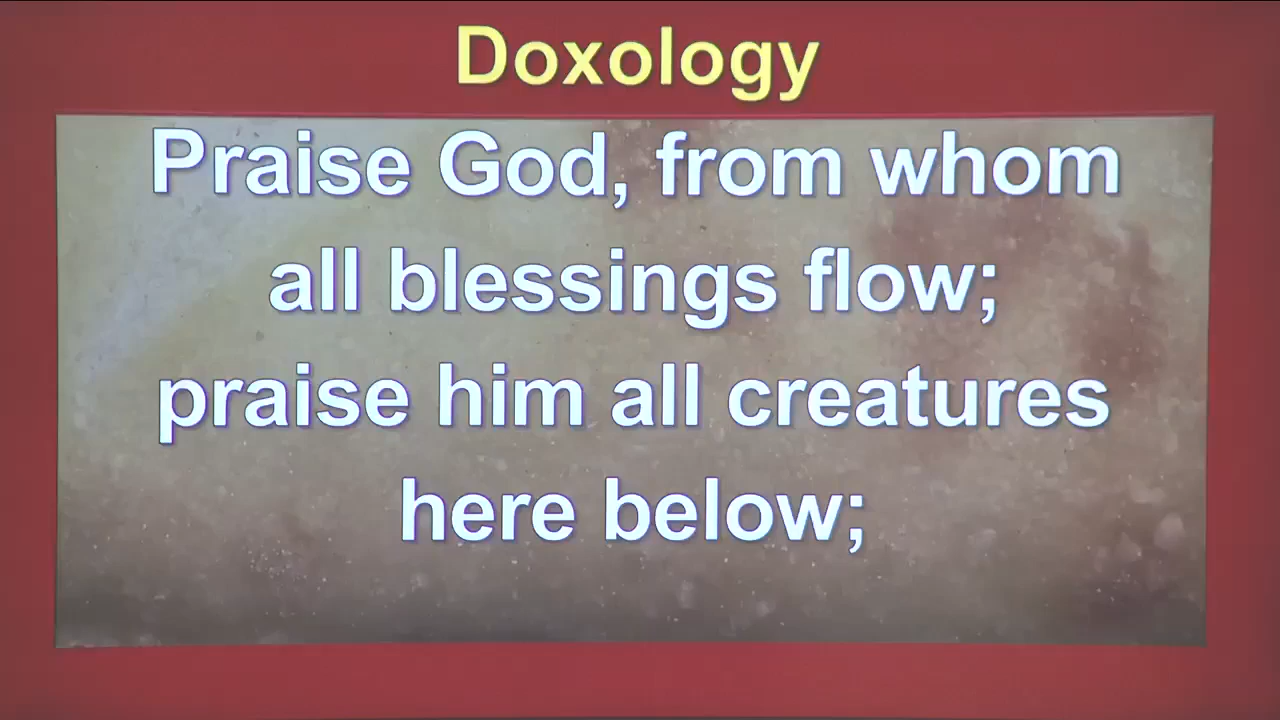 Doxology
Praise God, from whom
all blessings flow;
praise him all creatures
here below;